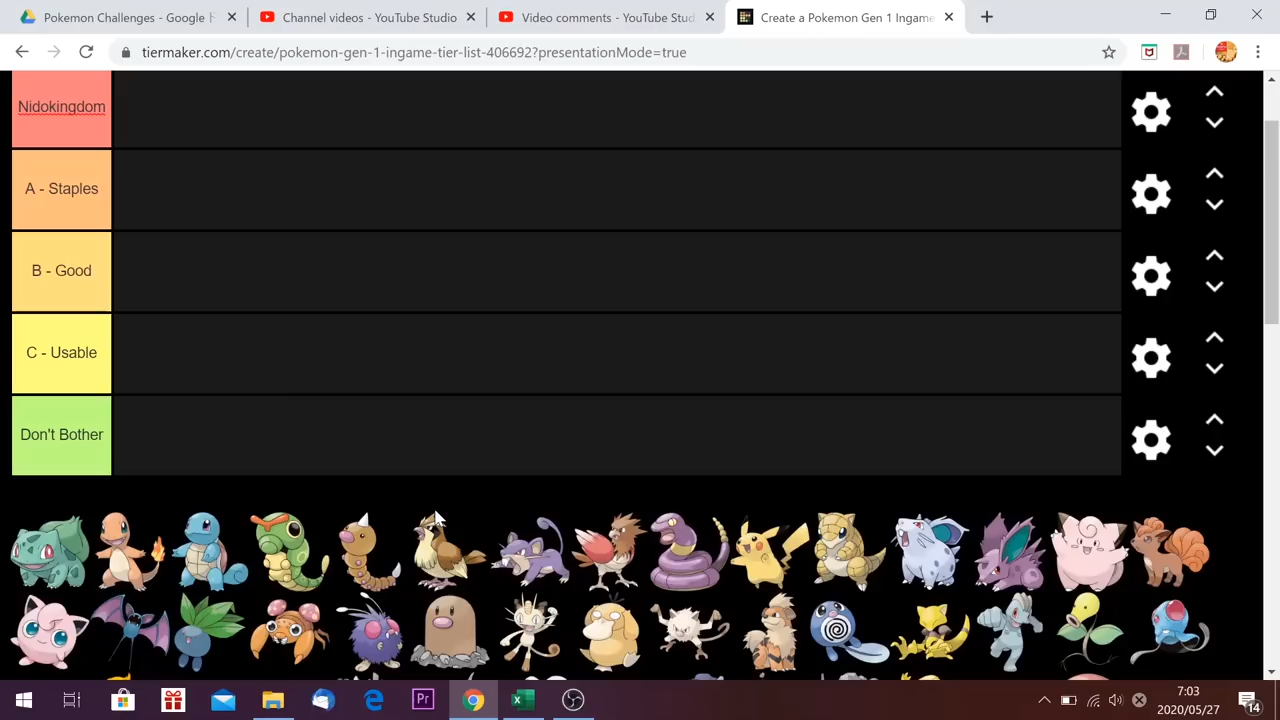 Pokemon Challenges - Google
Channel videos - YouTube Studio
Video comments - YouTube Stud
Create a Pokemon Gen 1 Ingame
tiermaker.com/create/pokemon-gen-1-ingame-tier-list-406692?presentationMode=true
Nidokingdom
A - Staples
B - Good
C - Usable
Don't Bother
Pr
7:03
2020/05/27
14